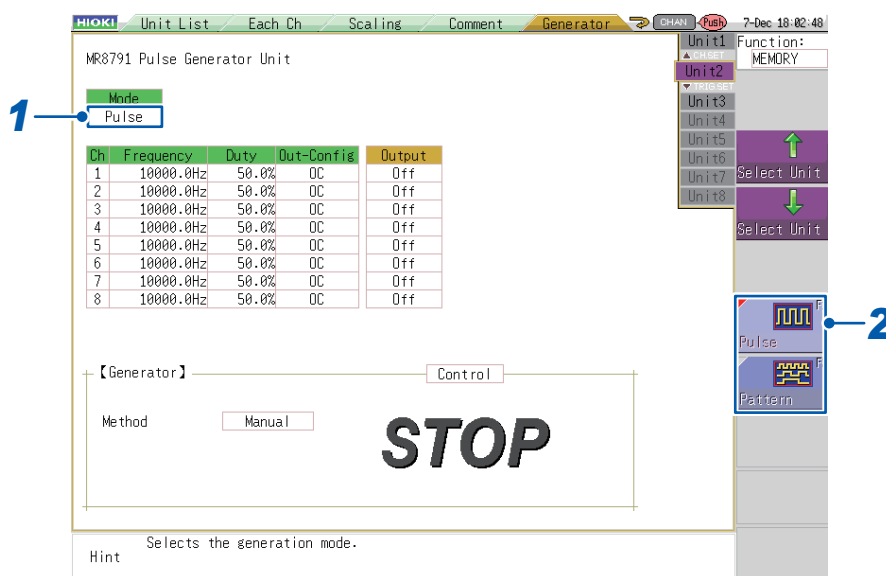 HIOKI Unit List Each Ch Scaling Comment Generator CHAN Push 7-Dec 18:02:48
Function:
MEMORY
Unit1
▲CH.SET
Unit2
▼TRIG.SET
Unit3
Unit4
Unit5
Unit6
Unit7
Unit8
Select Unit
Select Unit
MR8791 Pulse Generator Unit
Mode
1
Pulse
Ch Frequency Duty Out-Config Output
1 10000.0Hz 50.0% OC Off
2 10000.0Hz 50.0% OC Off
3 10000.0Hz 50.0% OC Off
4 10000.0Hz 50.0% OC Off
5 10000.0Hz 50.0% OC Off
6 10000.0Hz 50.0% OC Off
7 10000.0Hz 50.0% OC Off
8 10000.0Hz 50.0% OC Off
F
Pulse
2
F
Pattern
【Generator】 Control
Method Manual
STOP
Hint Selects the generation mode.